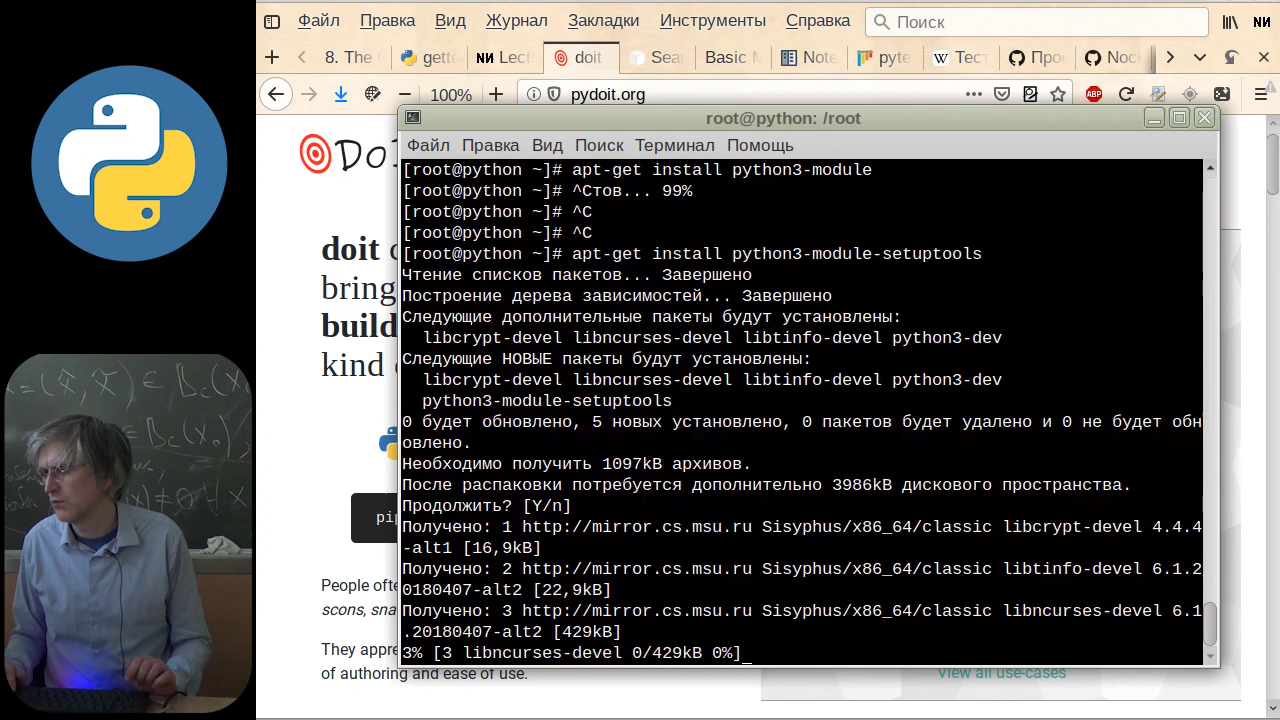 Файл Правка Вид Журнал Закладки Инструменты Справка Поиск
8. The gette Lect doit Sear Basic M Note pyte Тест Про Nock
100% pydoit.org ABP
root@python: /root
Файл Правка Вид Поиск Терминал Помощь
[root@python ~]# apt-get install python3-module
[root@python ~]# ^Cтов... 99%
[root@python ~]# ^C
[root@python ~]# ^C
[root@python ~]# apt-get install python3-module-setuptools
Чтение списков пакетов... Завершено
Построение дерева зависимостей... Завершено
Следующие дополнительные пакеты будут установлены:
libcrypt-devel libncurses-devel libtinfo-devel python3-dev
Следующие НОВЫЕ пакеты будут установлены:
libcrypt-devel libncurses-devel libtinfo-devel python3-dev
python3-module-setuptools
0 будет обновлено, 5 новых установлено, 0 пакетов будет удалено и 0 не будет обн
овлено.
Необходимо получить 1097kB архивов.
После распаковки потребуется дополнительно 3986kB дискового пространства.
Продолжить? [Y/n]
Получено: 1 http://mirror.cs.msu.ru Sisyphus/x86_64/classic libcrypt-devel 4.4.4
-alt1 [16,9kB]
Получено: 2 http://mirror.cs.msu.ru Sisyphus/x86_64/classic libtinfo-devel 6.1.2
0180407-alt2 [22,9kB]
Получено: 3 http://mirror.cs.msu.ru Sisyphus/x86_64/classic libncurses-devel 6.1
.20180407-alt2 [429kB]
3% [3 libncurses-devel 0/429kB 0%]
doit
bring
build
kind
pip
People ofte
scons, sna
They appre
of authoring and ease of use.
View all use-cases